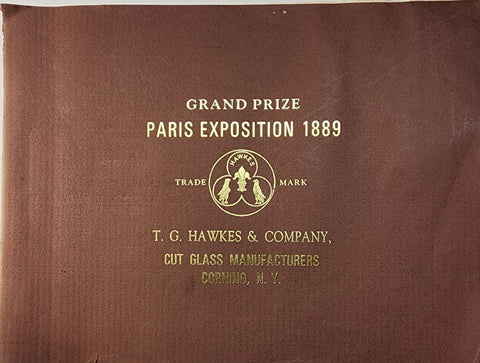 GRAND PRIZE
PARIS EXPOSITION 1889
HAWKES
TRADE MARK
T. G. HAWKES & COMPANY,
CUT GLASS MANUFACTURERS
CORNING, N. Y.